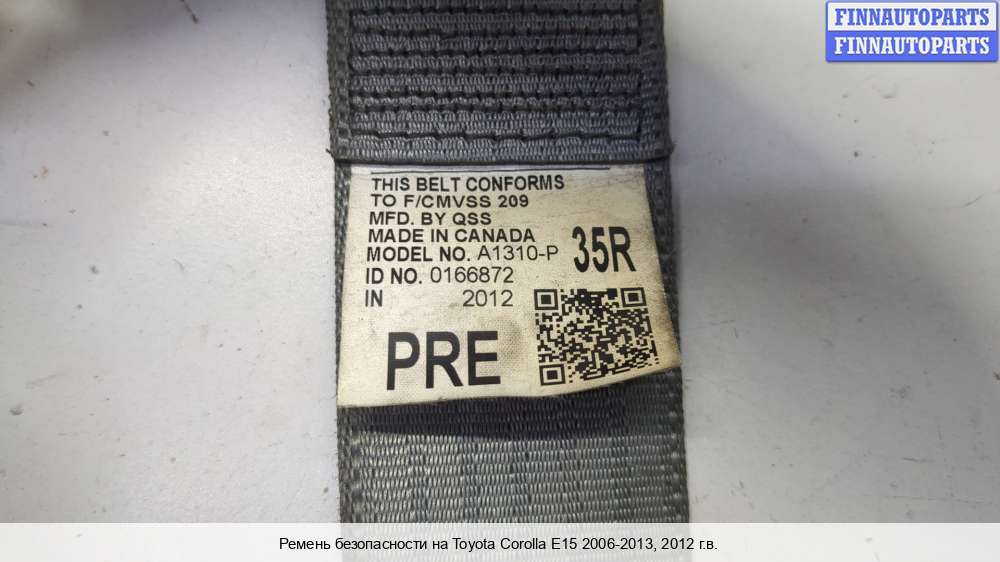 FINNAUTOPARTS
FINNAUTOPARTS
THIS BELT CONFORMS
TO F/CMVSS 209
MFD. BY QSS
MADE IN CANADA
MODEL NO. A1310-P
35R
ID NO. 0166872
IN 2012
PRE
Ремень безопасности на Toyota Corolla E15 2006-2013, 2012 г.в.